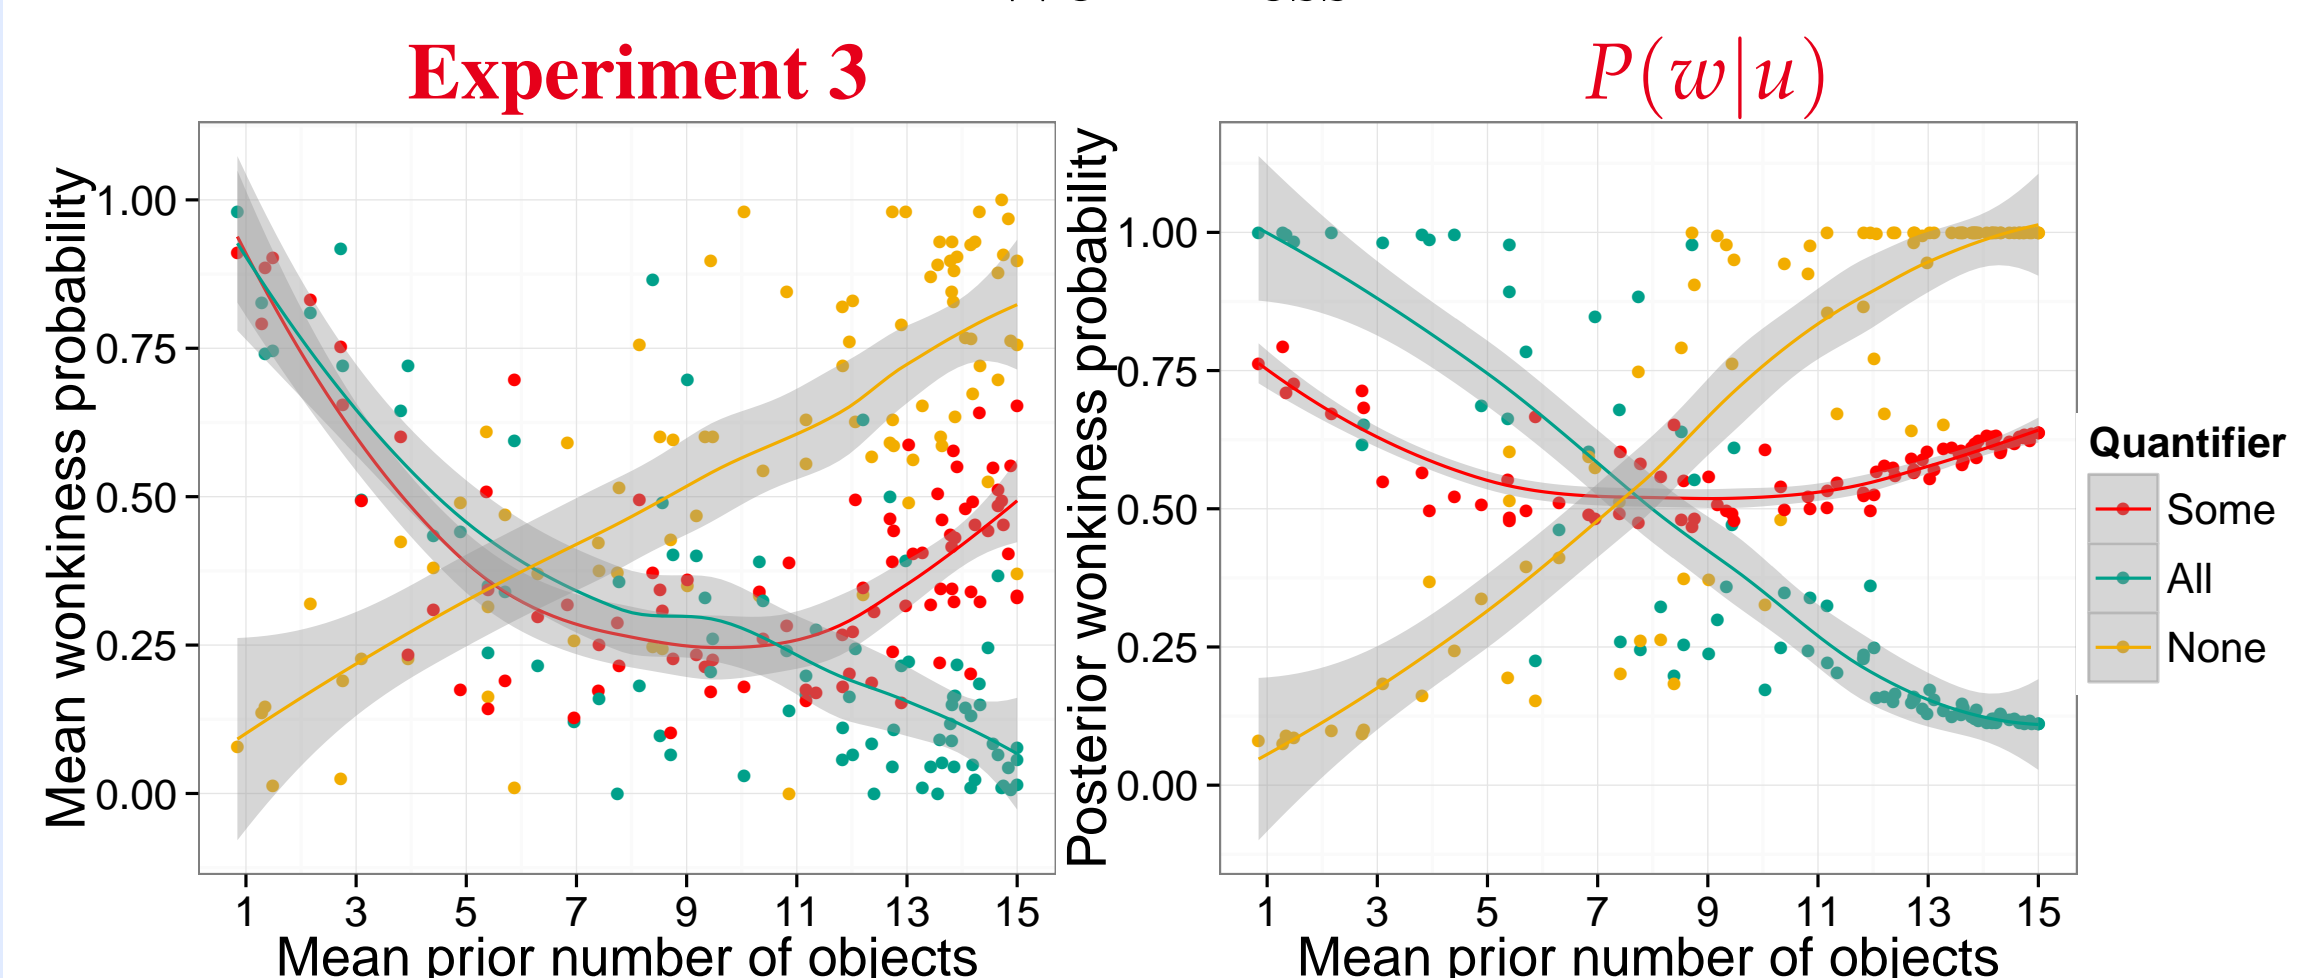 Experiment 3
P(w|u)
Mean wonkiness probability
1.00
0.75
0.50
0.25
0.00
1 3 5 7 9 11 13 15
Mean prior number of objects
Posterior wonkiness probability
1.00
0.75
0.50
0.25
0.00
1 3 5 7 9 11 13 15
Mean prior number of objects
Quantifier
Some
All
None